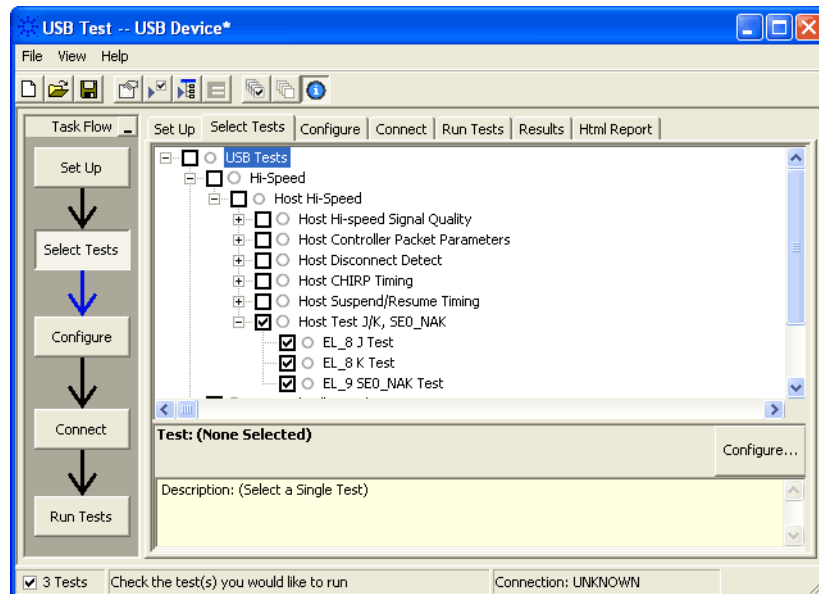 USB Test -- USB Device*
File View Help
Task Flow
Set Up Select Tests Configure Connect Run Tests Results Html Report
Set Up
Select Tests
Configure
Connect
Run Tests
USB Tests
Hi-Speed
Host Hi-Speed
Host Hi-speed Signal Quality
Host Controller Packet Parameters
Host Disconnect Detect
Host CHIRP Timing
Host Suspend/Resume Timing
Host Test J/K, SE0_NAK
EL_8 J Test
EL_8 K Test
EL_9 SE0_NAK Test
Test: (None Selected)
Configure...
Description: (Select a Single Test)
3 Tests Check the test(s) you would like to run Connection: UNKNOWN